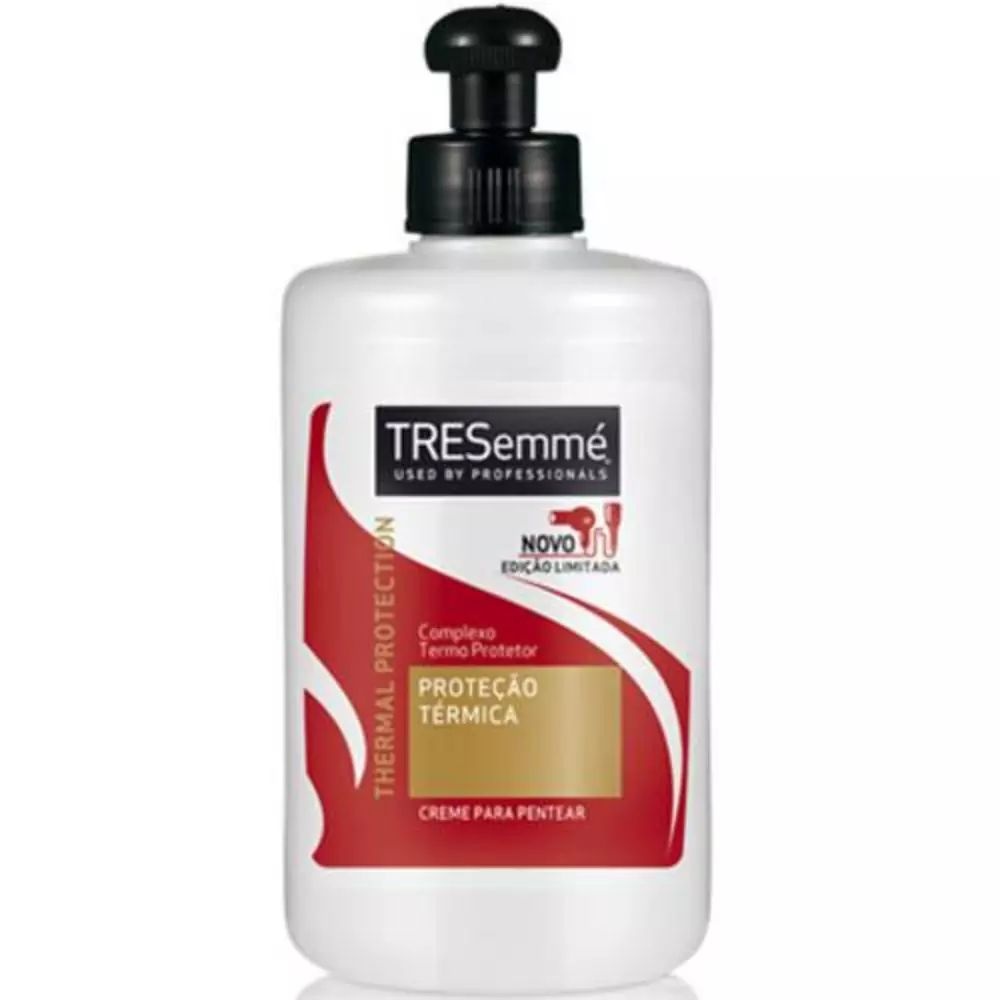 TRESemmé
USED BY PROFESSIONALS
NOVO
EDIÇÃO LIMITADA
THERMAL PROTECTION
Complexo
Termo Protetor
PROTEÇÃO
TÉRMICA
CREME PARA PENTEAR